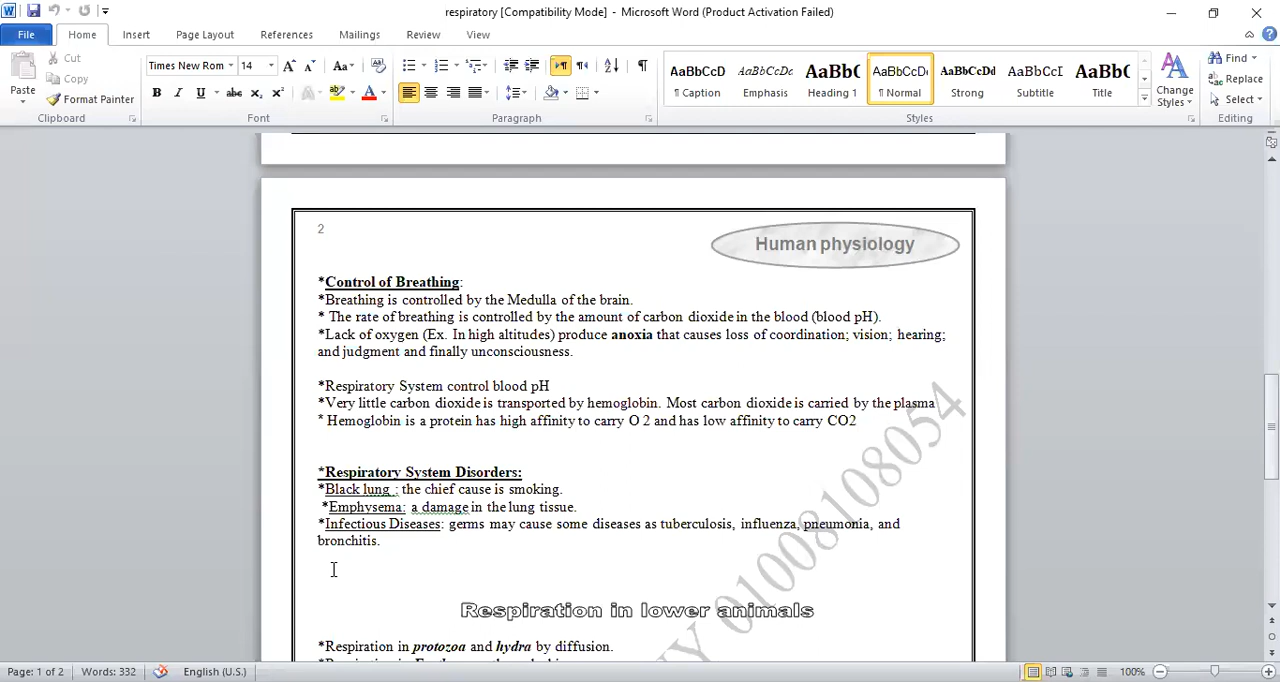 respiratory [Compatibility Mode] - Microsoft Word (Product Activation Failed)
File Home Insert Page Layout References Mailings Review View
Paste
Cut
Copy
Format Painter
Clipboard
Times New Rom 14
Font
Paragraph
AaBbCcD AaBbCcDc AaBb( AaBbCcD AaBbCcDd AaBbCcI AaBb(
¶ Caption Emphasis Heading 1 ¶ Normal Strong Subtitle Title
Change
Styles
Styles
Find
Replace
Select
Editing
2
Human physiology
*Control of Breathing:
*Breathing is controlled by the Medulla of the brain.
* The rate of breathing is controlled by the amount of carbon dioxide in the blood (blood pH).
*Lack of oxygen (Ex. In high altitudes) produce anoxia that causes loss of coordination; vision; hearing;
and judgment and finally unconsciousness.
*Respiratory System control blood pH
*Very little carbon dioxide is transported by hemoglobin. Most carbon dioxide is carried by the plasma
* Hemoglobin is a protein has high affinity to carry O 2 and has low affinity to carry CO2
*Respiratory System Disorders:
*Black lung : the chief cause is smoking.
*Emphysema: a damage in the lung tissue.
*Infectious Diseases: germs may cause some diseases as tuberculosis, influenza, pneumonia, and
bronchitis.
01008108054
Respiration in lower animals
*Respiration in protozoa and hydra by diffusion.
Page: 1 of 2 Words: 332 English (U.S.) 100%